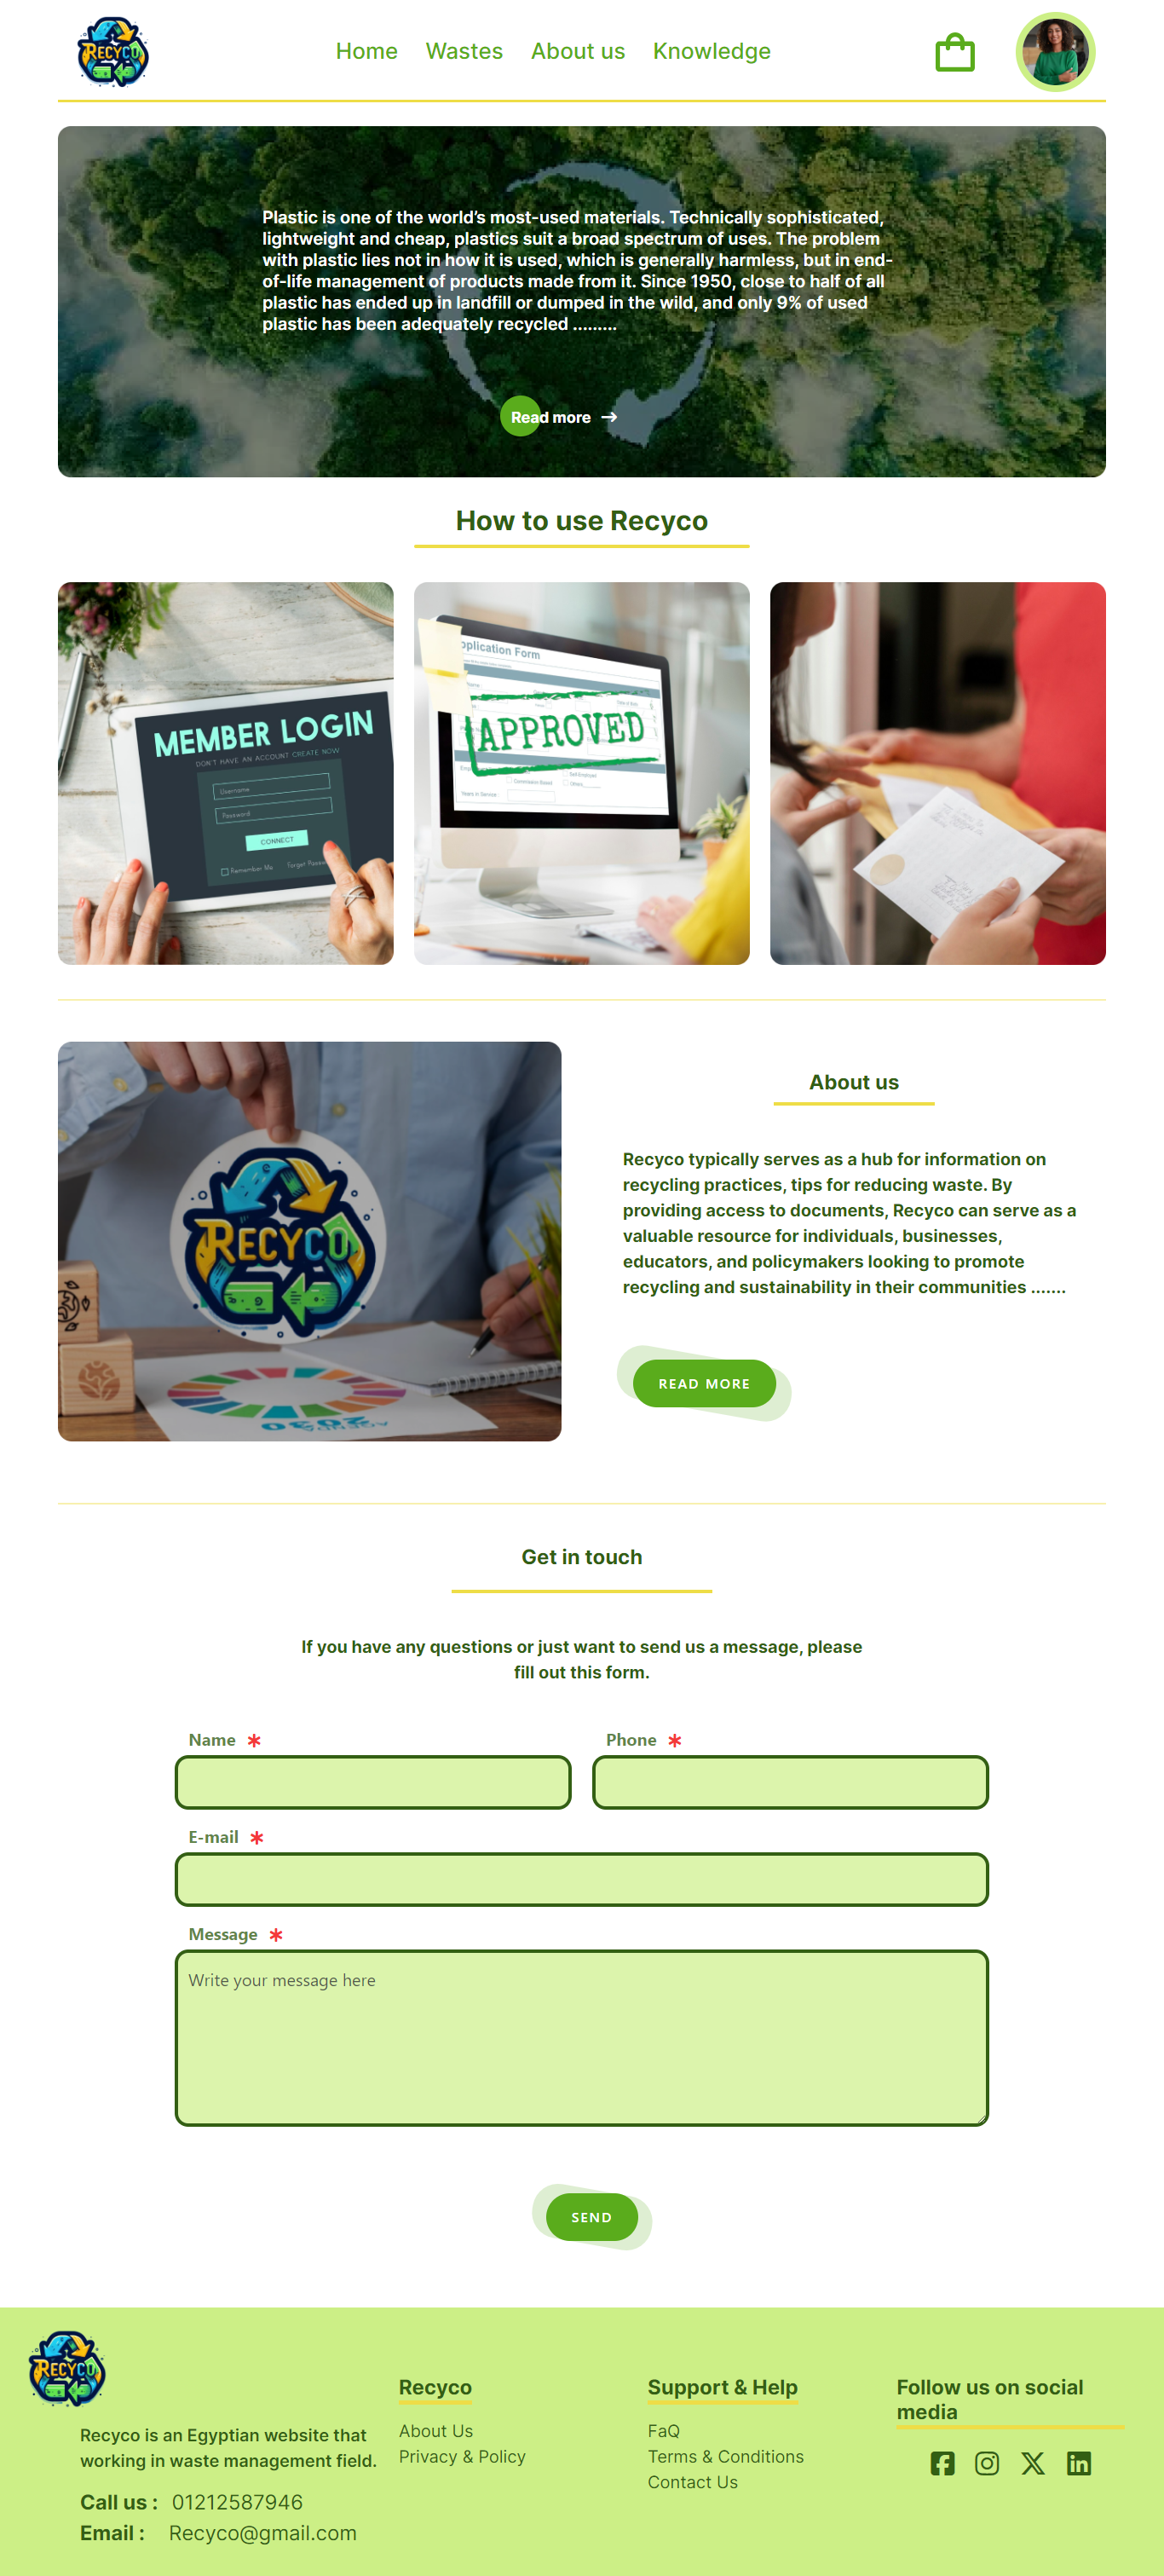 RECYCO
Home Wastes About us Knowledge
Plastic is one of the world's most-used materials. Technically sophisticated,
lightweight and cheap, plastics suit a broad spectrum of uses. The problem
with plastic lies not in how it is used, which is generally harmless, but in end-
of-life management of products made from it. Since 1950, close to half of all
plastic has ended up in landfill or dumped in the wild, and only 9% of used
plastic has been adequately recycled .........
Read more →
How to use Recyco
MEMBER LOGIN
DON'T HAVE AN ACCOUNT CREATE NOW
Username
Password
CONNECT
Remember Me Forget Passw
pplication Form
APPROVED
Years in Service :
About us
RECYCO
2030
AGENDA
Recyco typically serves as a hub for information on
recycling practices, tips for reducing waste. By
providing access to documents, Recyco can serve as a
valuable resource for individuals, businesses,
educators, and policymakers looking to promote
recycling and sustainability in their communities .......
READ MORE
Get in touch
If you have any questions or just want to send us a message, please
fill out this form.
Name *
Phone *
E-mail *
Message *
Write your message here
SEND
RECYCO
Recyco is an Egyptian website that
working in waste management field.
Call us : 01212587946
Email : Recyco@gmail.com
Recyco
About Us
Privacy & Policy
Support & Help
FaQ
Terms & Conditions
Contact Us
Follow us on social
media